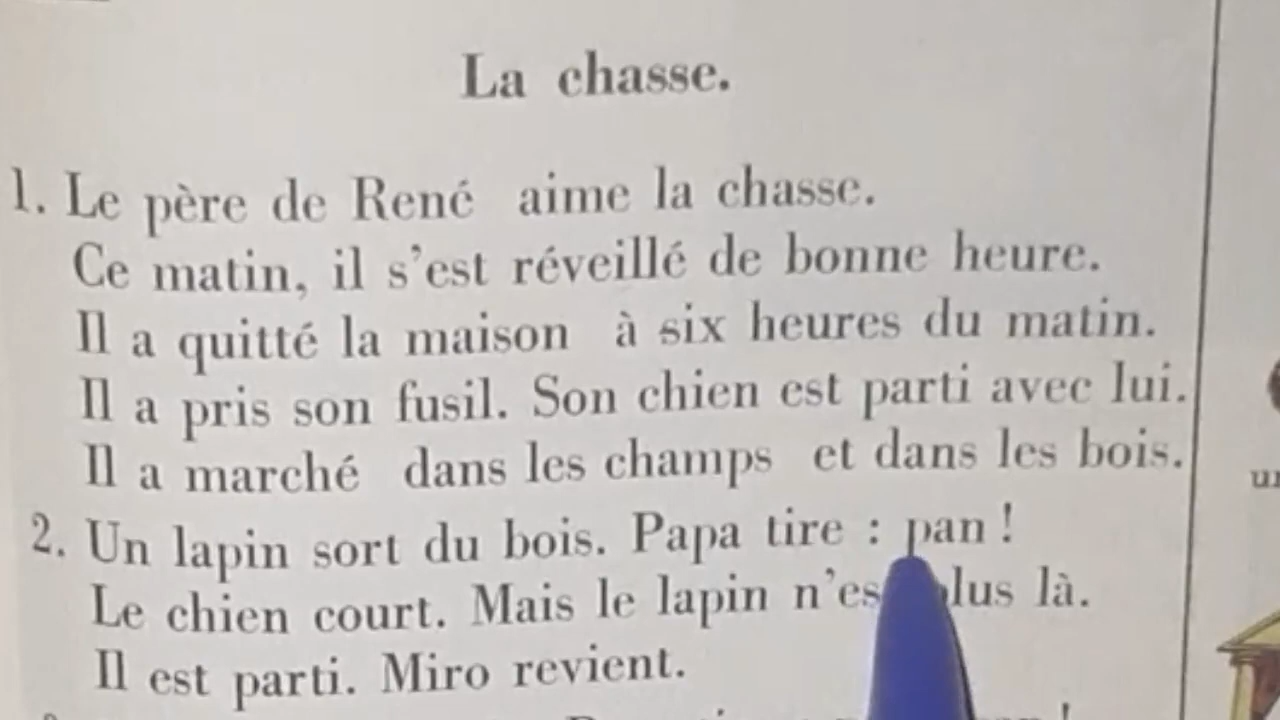 La chasse.
1. Le père de René aime la chasse.
Ce matin, il s'est réveillé de bonne heure.
Il a quitté la maison à six heures du matin.
Il a pris son fusil. Son chien est parti avec lui.
Il a marché dans les champs et dans les bois.
2. Un lapin sort du bois. Papa tire : pan !
Le chien court. Mais le lapin n'es lus là.
Il est parti. Miro revient.